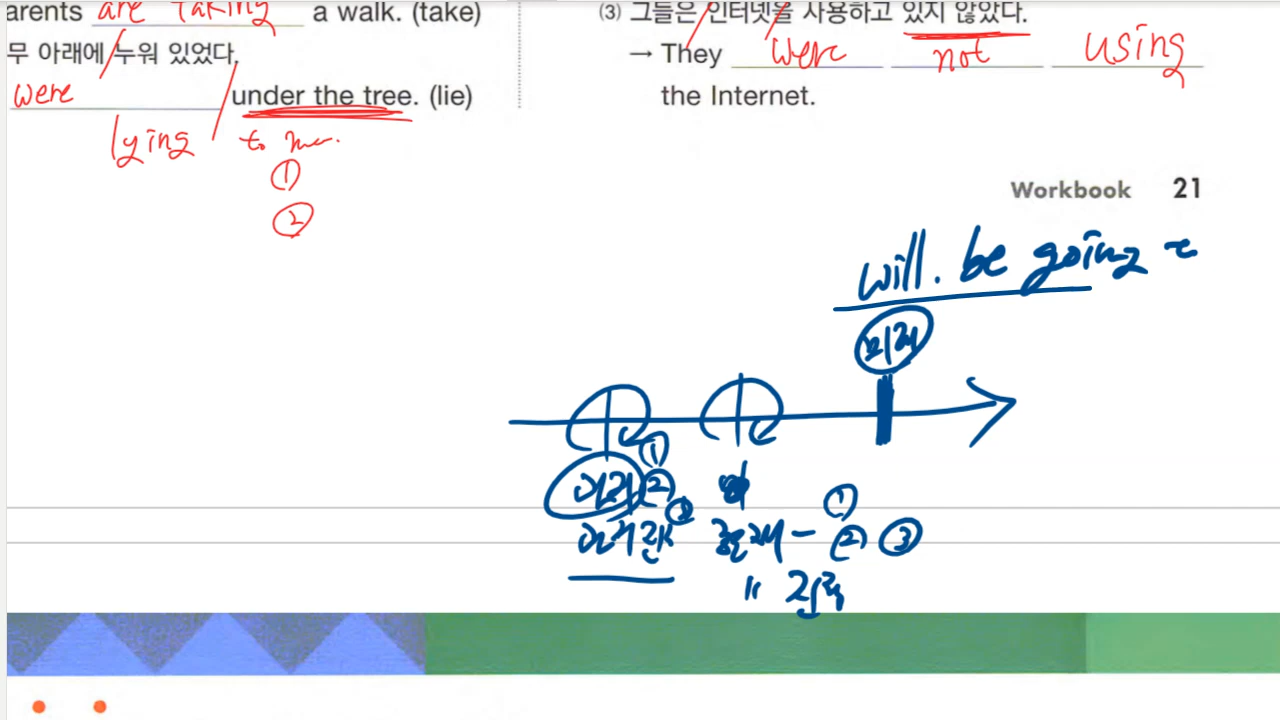 arents are taking a walk. (take)
무 아래에 누워 있었다.
were lying under the tree. (lie)
①
②
(3) 그들은 인터넷을 사용하고 있지 않았다.
→ They were not using
the Internet.
Workbook 21
will. be going
미래
①
과거 ② ①
③
현재 - ② ③
" 진행